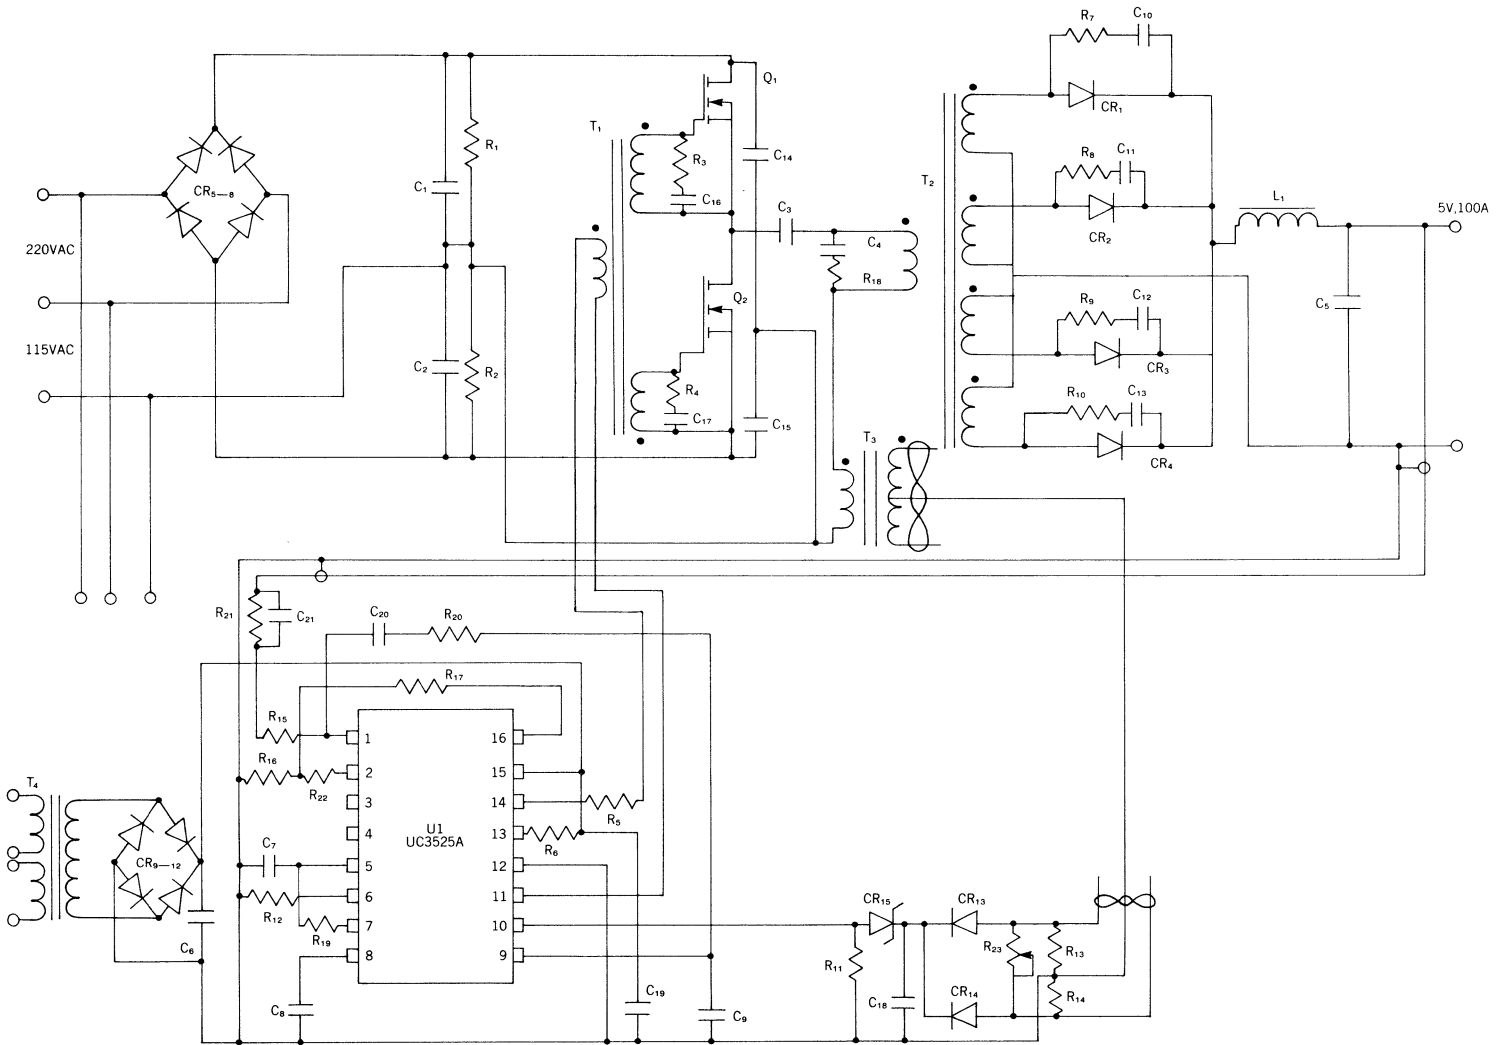 R₇
C₁₀
CR₁
Q₁
T₁
R₁
C₁₄
R₃
C₁₆
R₈
C₁₁
T₂
CR₂
CR₅—₈
C₁
C₃
C₄
R₁₈
L₁
5V,100A
220VAC
Q₂
R₉
C₁₂
C₅
CR₃
115VAC
C₂
R₂
R₄
C₁₇
C₁₅
R₁₀
C₁₃
CR₄
T₃
R₂₁
C₂₁
C₂₀
R₂₀
R₁₇
R₁₅
1
16
R₁₆
R₂₂
2
15
T₄
3
14
R₅
4
U1
UC3525A
13
R₆
CR₉—₁₂
C₇
5
12
R₁₂
6
11
R₁₉
7
10
CR₁₅
CR₁₃
C₆
8
9
R₁₁
R₂₃
R₁₃
C₈
C₁₉
C₉
C₁₈
CR₁₄
R₁₄